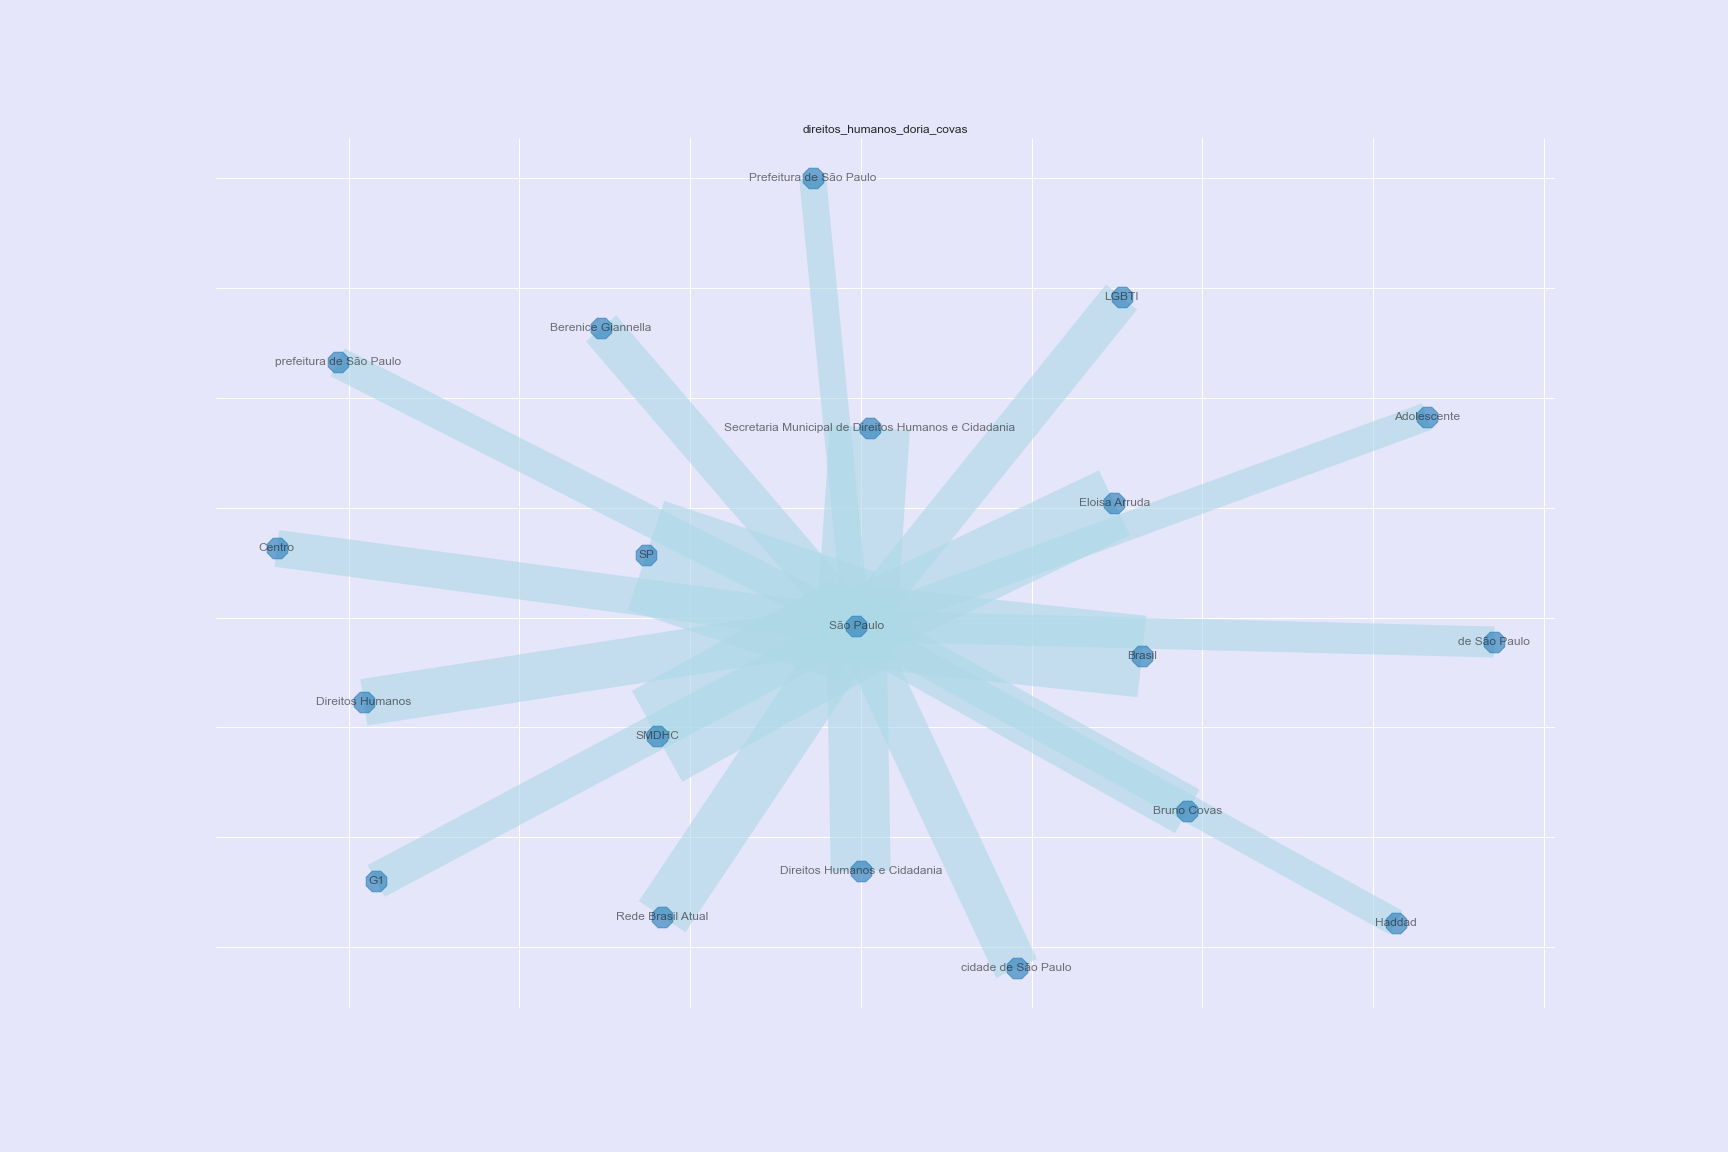 direitos_humanos_doria_covas
Prefeitura de São Paulo
LGBTI
Berenice Giannella
prefeitura de São Paulo
Adolescente
Secretaria Municipal de Direitos Humanos e Cidadania
Eloisa Arruda
Centro
SP
São Paulo
de São Paulo
Brasil
Direitos Humanos
SMDHC
Bruno Covas
Direitos Humanos e Cidadania
G1
Rede Brasil Atual
Haddad
cidade de São Paulo